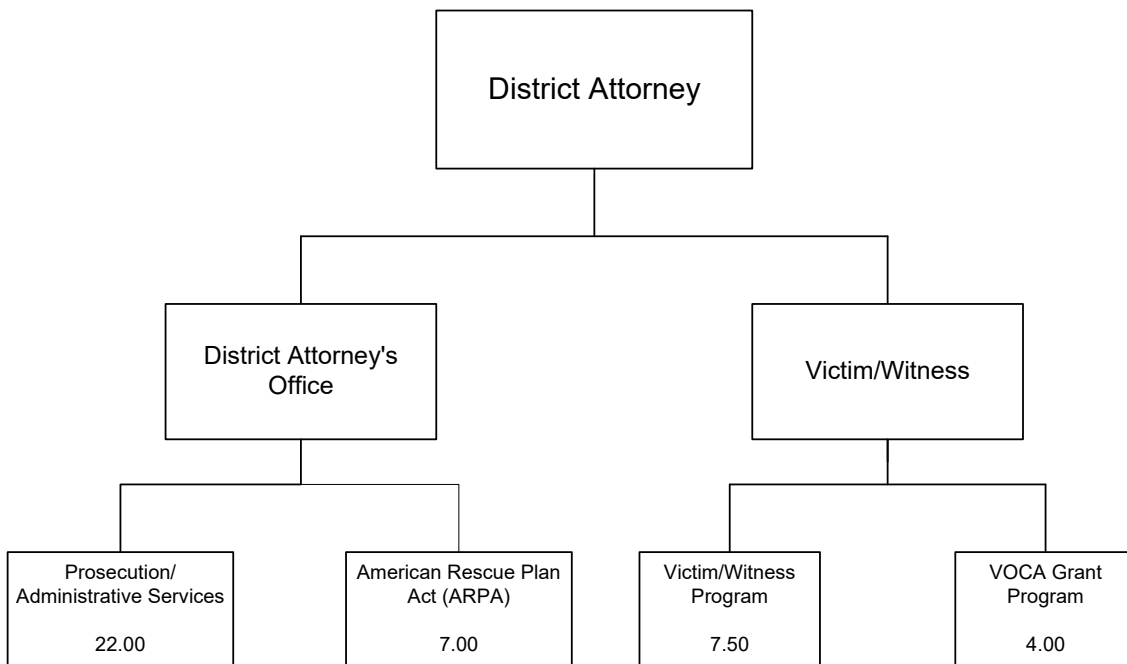 District Attorney
District Attorney's
Office
Victim/Witness
Prosecution/
Administrative Services
22.00
American Rescue Plan
Act (ARPA)
7.00
Victim/Witness
Program
7.50
VOCA Grant
Program
4.00